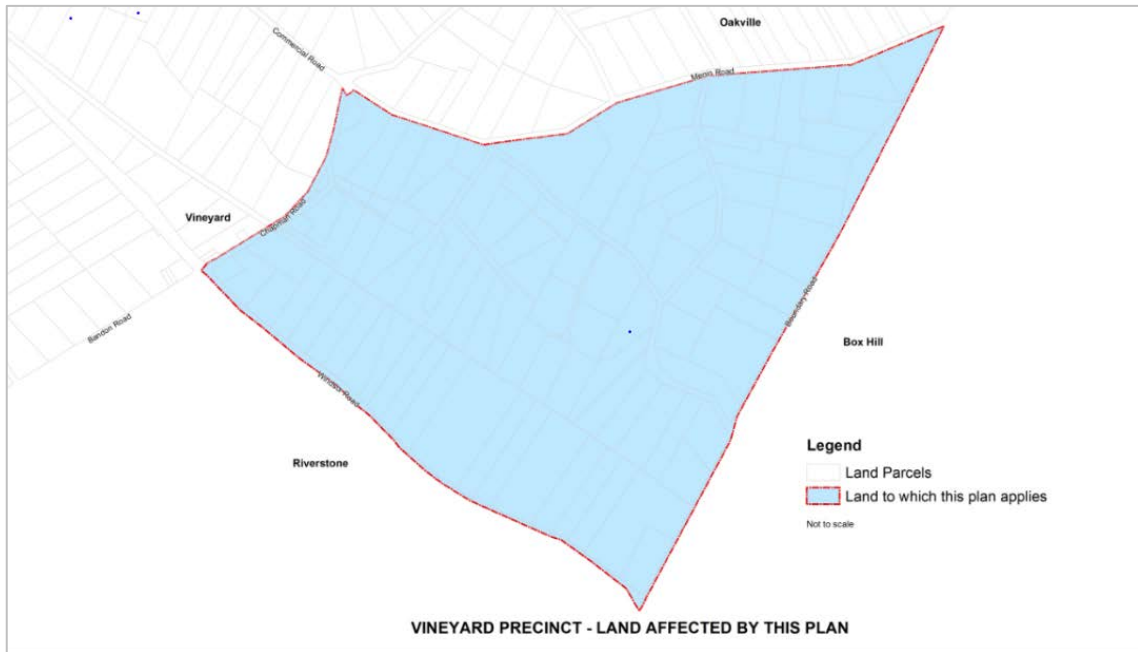 Oakville
Commercial Road
Menin Road
Vineyard
Chapman Road
Bandon Road
Boundary Road
Box Hill
Windsor Road
Riverstone
Legend
Land Parcels
Land to which this plan applies
Not to scale
VINEYARD PRECINCT - LAND AFFECTED BY THIS PLAN